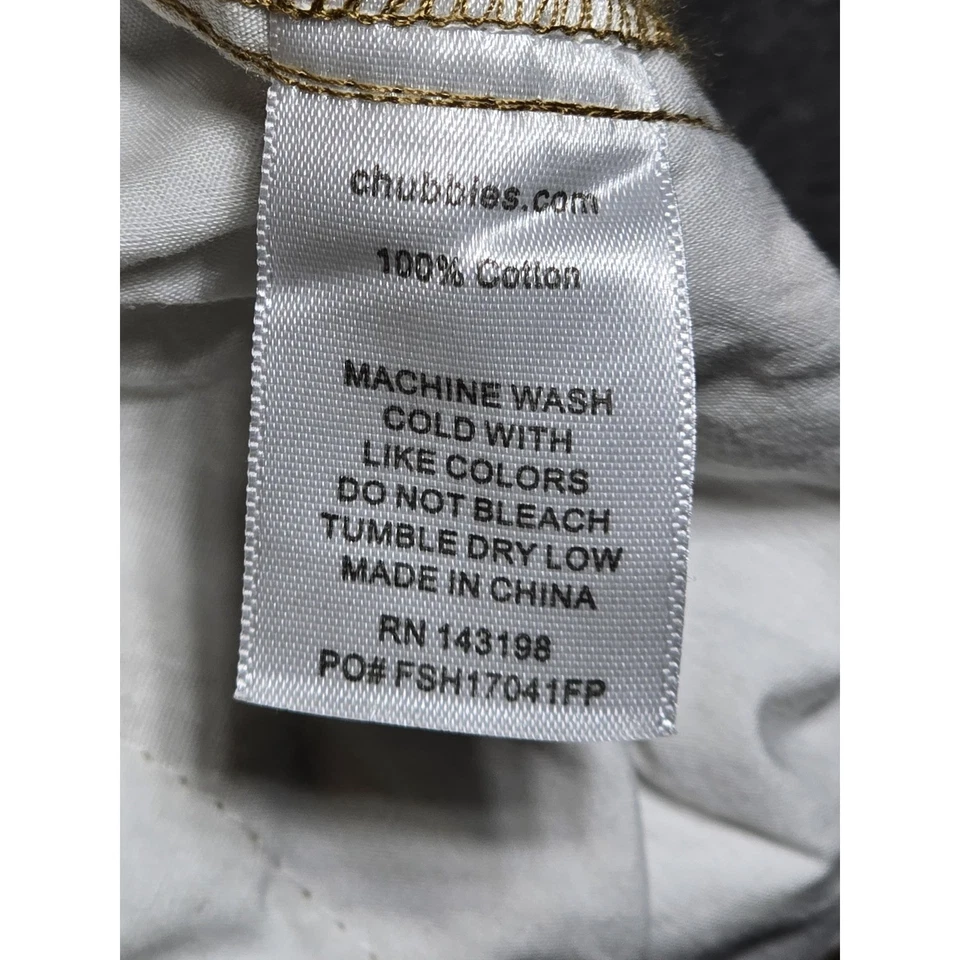 chubbies.com
100% Cotton
MACHINE WASH
COLD WITH
LIKE COLORS
DO NOT BLEACH
TUMBLE DRY LOW
MADE IN CHINA
RN 143198
PO# FSH17041FP